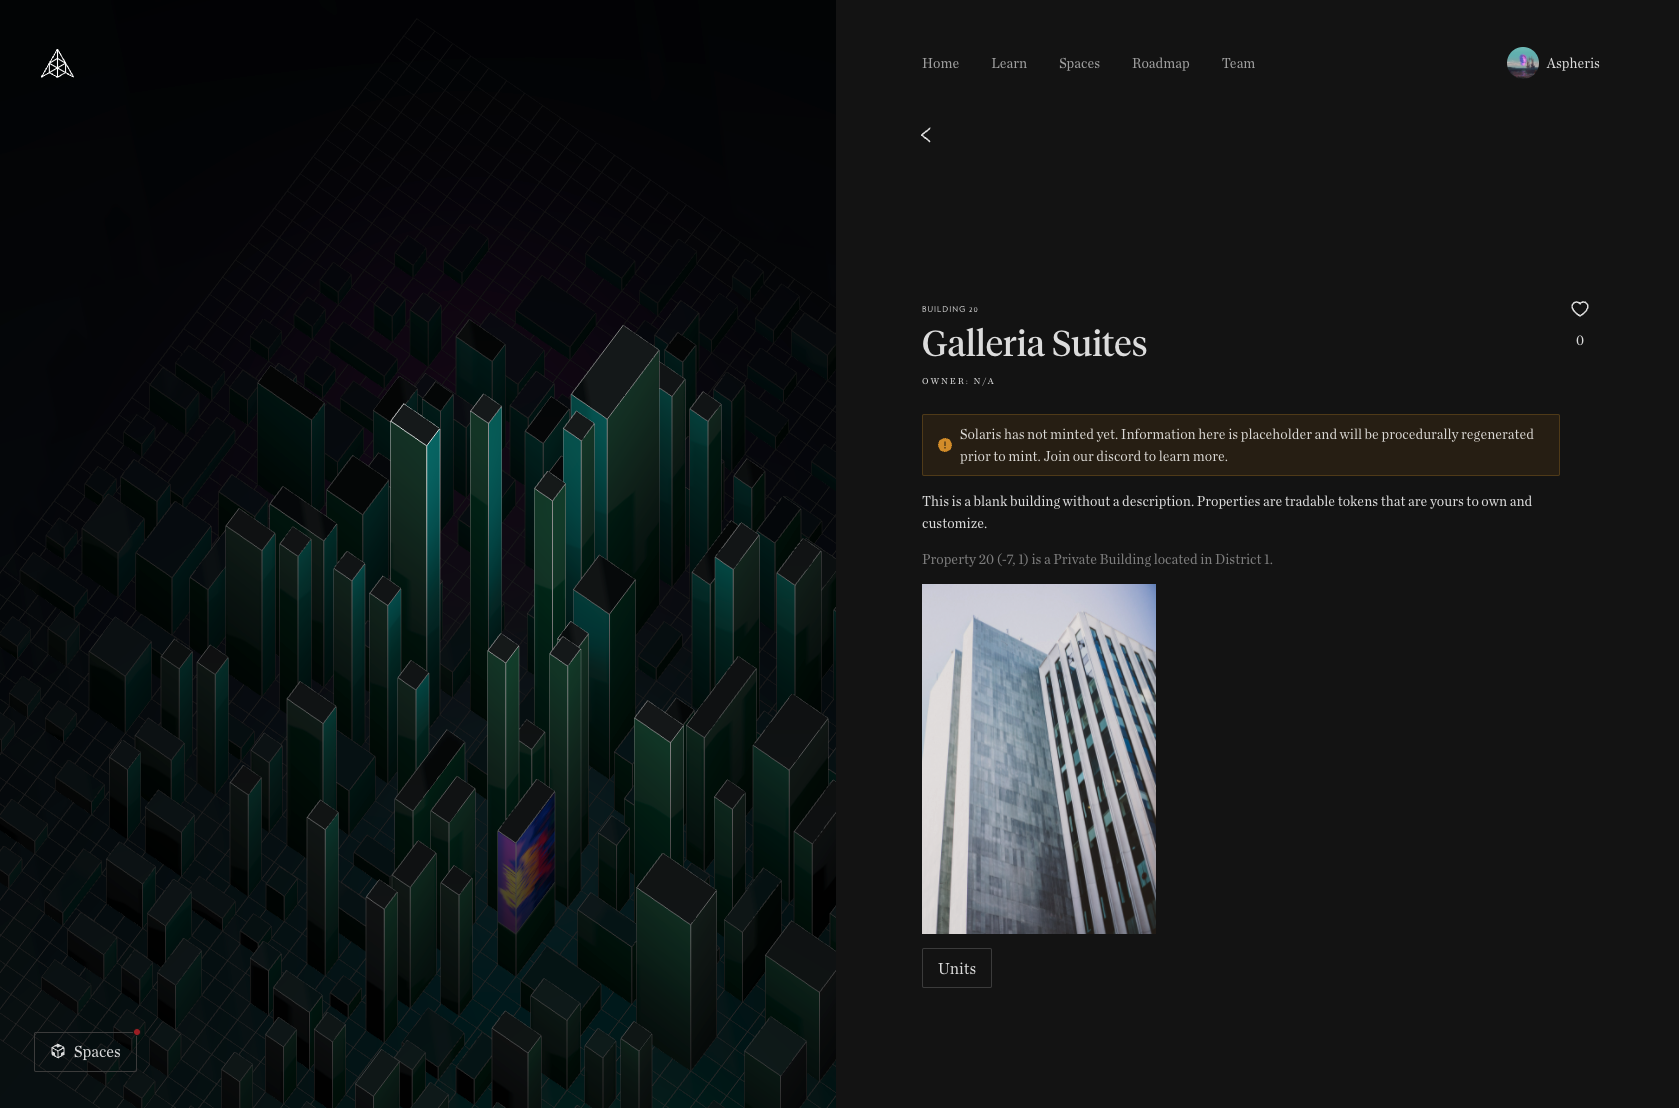 Home Learn Spaces Roadmap Team Aspheris
BUILDING 20
Galleria Suites
0
OWNER: N/A
Solaris has not minted yet. Information here is placeholder and will be procedurally regenerated
prior to mint. Join our discord to learn more.
This is a blank building without a description. Properties are tradable tokens that are yours to own and
customize.
Property 20 (-7, 1) is a Private Building located in District 1.
Units
Spaces